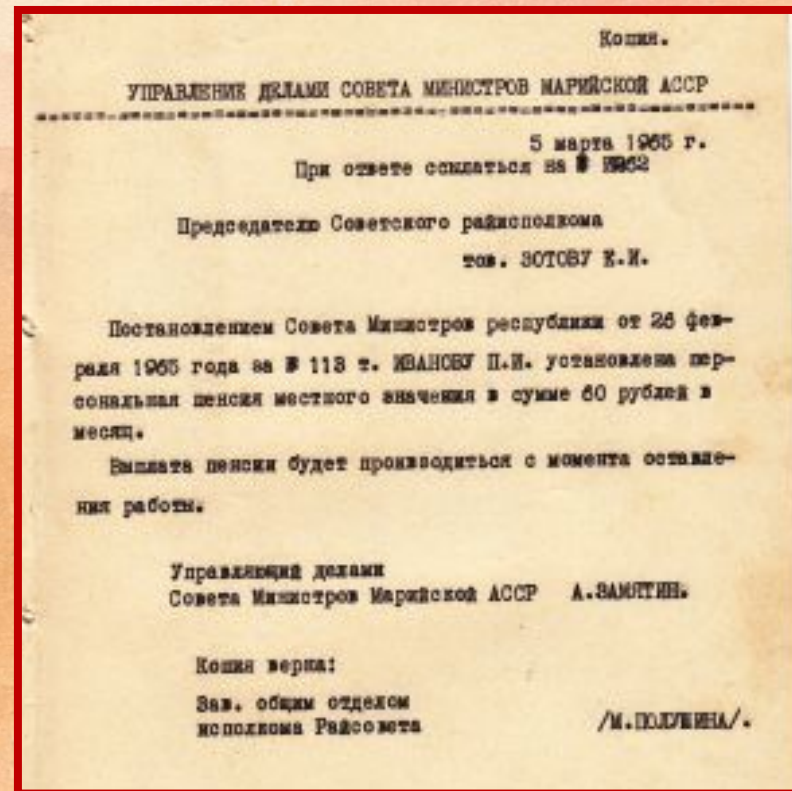 Копия.
УПРАВЛЕНИЕ ДЕЛАМИ СОВЕТА МИНИСТРОВ МАРИЙСКОЙ АССР
5 марта 1965 г.
При ответе ссылаться на №
Председателю Советского райисполкома
тов. ЗОТОВУ Е.И.
Постановлением Совета Министров республики от 26 фев-
раля 1965 года за № 113 т. ИВАНОВУ П.И. установлена пер-
сональная пенсия местного значения в сумме 60 рублей в
месяц.
Выплата пенсии будет производиться с момента оставле-
ния работы.
Управляющий делами
Совета Министров Марийской АССР А.ЗАМЯТИН.
Копия верна:
Зав. общим отделом
исполкома Райсовета /М.ПОЛУШИНА/.